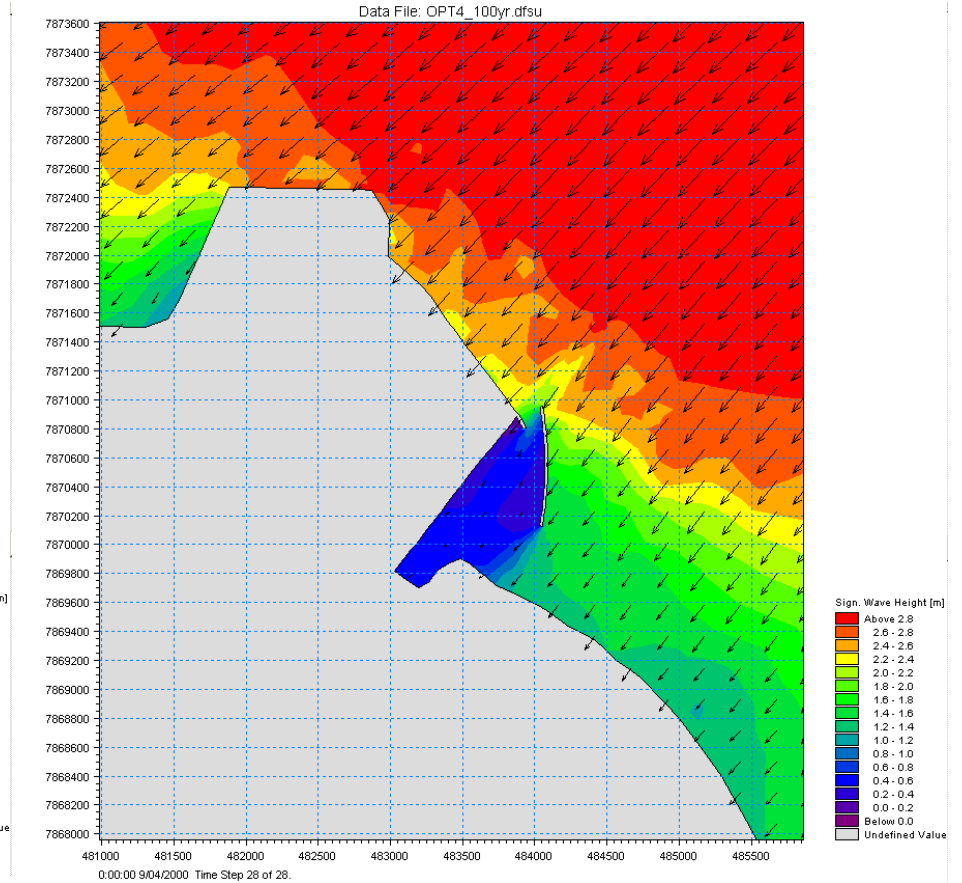 Data File: OPT4_100yr.dfsu
7873600
7873400
7873200
7873000
7872800
7872600
7872400
7872200
7872000
7871800
7871600
7871400
7871200
7871000
7870800
7870600
7870400
7870200
7870000
7869800
7869600
7869400
7869200
7869000
7868800
7868600
7868400
7868200
7868000
481000 481500 482000 482500 483000 483500 484000 484500 485000 485500
0:00:00 9/04/2000 Time Step 28 of 28.
n]
ue
Sign. Wave Height [m]
Above 2.8
2.6 - 2.8
2.4 - 2.6
2.2 - 2.4
2.0 - 2.2
1.8 - 2.0
1.6 - 1.8
1.4 - 1.6
1.2 - 1.4
1.0 - 1.2
0.8 - 1.0
0.6 - 0.8
0.4 - 0.6
0.2 - 0.4
0.0 - 0.2
Below 0.0
Undefined Value